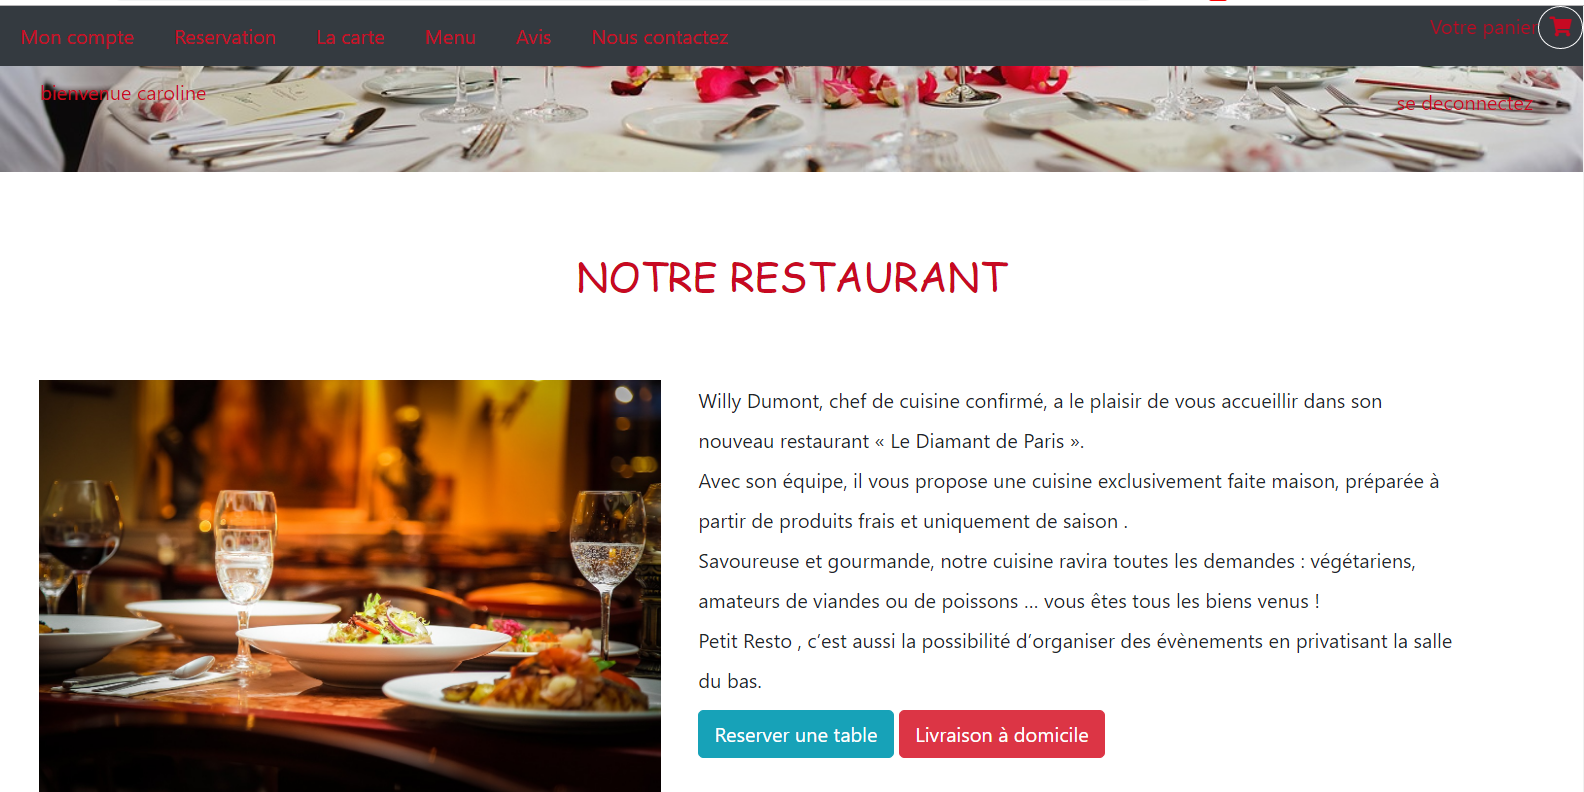 Mon compte Reservation La carte Menu Avis Nous contactez Votre panier
bienvenue caroline se deconnectez
NOTRE RESTAURANT
Willy Dumont, chef de cuisine confirmé, a le plaisir de vous accueillir dans son
nouveau restaurant « Le Diamant de Paris ».
Avec son équipe, il vous propose une cuisine exclusivement faite maison, préparée à
partir de produits frais et uniquement de saison .
Savoureuse et gourmande, notre cuisine ravira toutes les demandes : végétariens,
amateurs de viandes ou de poissons ... vous êtes tous les biens venus !
Petit Resto , c’est aussi la possibilité d’organiser des évènements en privatisant la salle
du bas.
Reserver une table Livraison à domicile